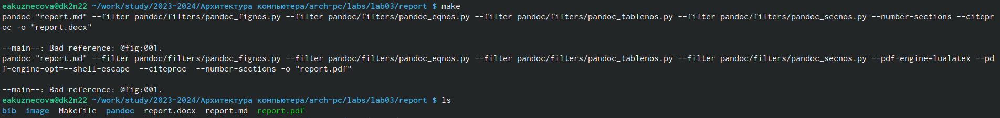 eakuznecova@dk2n22 ~/work/study/2023-2024/Архитектура компьютера/arch-pc/labs/lab03/report $ make
pandoc "report.md" --filter pandoc/filters/pandoc_fignos.py --filter pandoc/filters/pandoc_eqnos.py --filter pandoc/filters/pandoc_tablenos.py --filter pandoc/filters/pandoc_secnos.py --number-sections --citepr
oc -o "report.docx"
--main--: Bad reference: @fig:001.
pandoc "report.md" --filter pandoc/filters/pandoc_fignos.py --filter pandoc/filters/pandoc_eqnos.py --filter pandoc/filters/pandoc_tablenos.py --filter pandoc/filters/pandoc_secnos.py --pdf-engine=lualatex --pd
f-engine-opt=--shell-escape  --citeproc  --number-sections -o "report.pdf"
--main--: Bad reference: @fig:001.
eakuznecova@dk2n22 ~/work/study/2023-2024/Архитектура компьютера/arch-pc/labs/lab03/report $ ls
bib  image  Makefile  pandoc  report.docx  report.md  report.pdf